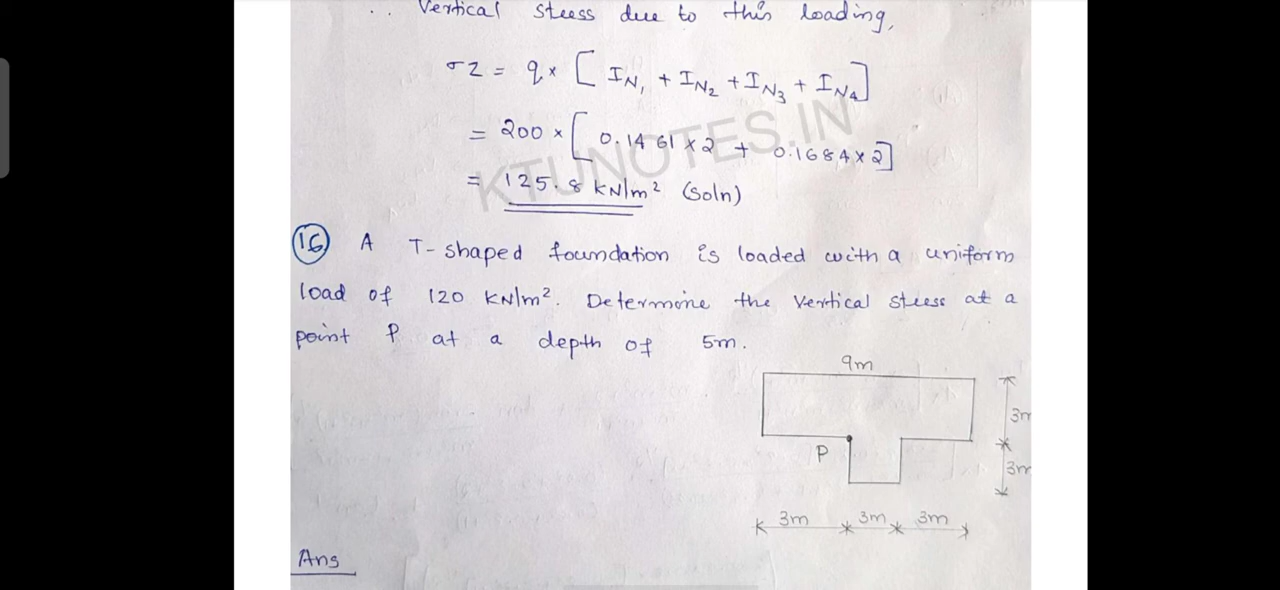 ∴ Vertical stress due to this loading,
σz = q × [ IN₁ + IN₂ + IN₃ + IN₄ ]
= 200 × [ 0.1461 × 2 + 0.1684 × 2 ]
= 125.8 kN/m² (Soln)
KTUNOTES.IN
(16) A T-shaped foundation is loaded with a uniform
load of 120 kN/m². Determine the vertical stress at a
point P at a depth of 5m.
9m
3m
P
3m
3m 3m 3m
Ans